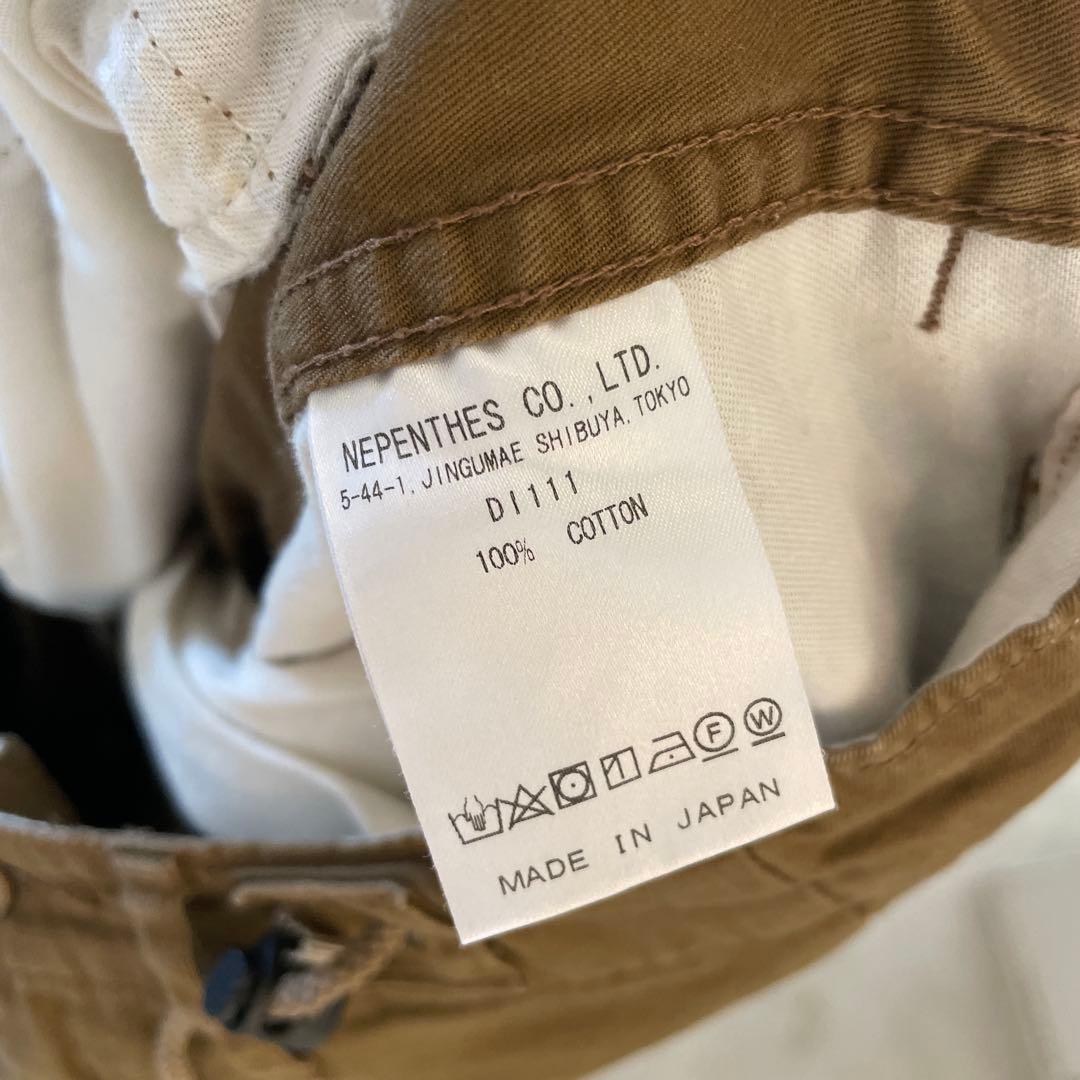 NEPENTHES CO.,LTD.
5-44-1, JINGUMAE SHIBUYA, TOKYO
DI111
100% COTTON
F W
MADE IN JAPAN